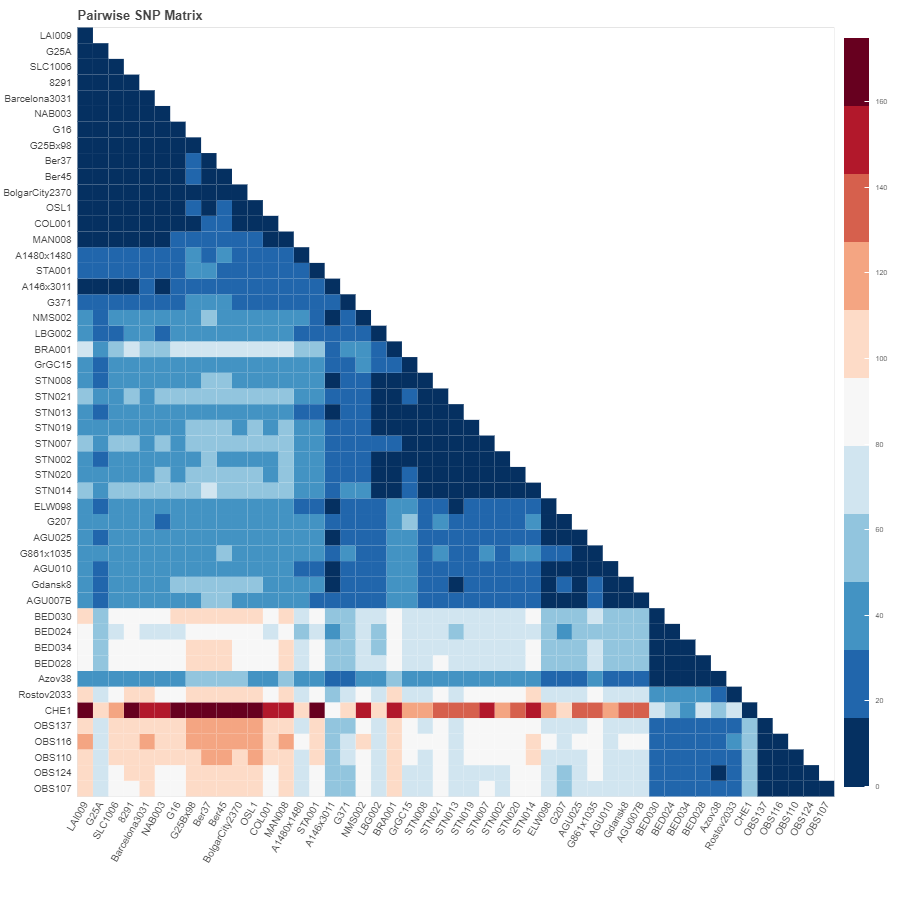 Pairwise SNP Matrix
LAI009
G25A
SLC1006
8291
Barcelona3031
NAB003
G16
G25Bx98
Ber37
Ber45
BolgarCity2370
OSL1
COL001
MAN008
A1480x1480
STA001
A146x3011
G371
NMS002
LBG002
BRA001
GrGC15
STN008
STN021
STN013
STN019
STN007
STN002
STN020
STN014
ELW098
G207
AGU025
G861x1035
AGU010
Gdansk8
AGU007B
BED030
BED024
BED034
BED028
Azov38
Rostov2033
CHE1
OBS137
OBS116
OBS110
OBS124
OBS107
LAI009
G25A
SLC1006
8291
Barcelona3031
NAB003
G16
G25Bx98
Ber37
Ber45
BolgarCity2370
OSL1
COL001
MAN008
A1480x1480
STA001
A146x3011
G371
NMS002
LBG002
BRA001
GrGC15
STN008
STN021
STN013
STN019
STN007
STN002
STN020
STN014
ELW098
G207
AGU025
G861x1035
AGU010
Gdansk8
AGU007B
BED030
BED024
BED034
BED028
Azov38
Rostov2033
CHE1
OBS137
OBS116
OBS110
OBS124
OBS107
160
140
120
100
80
60
40
20
0